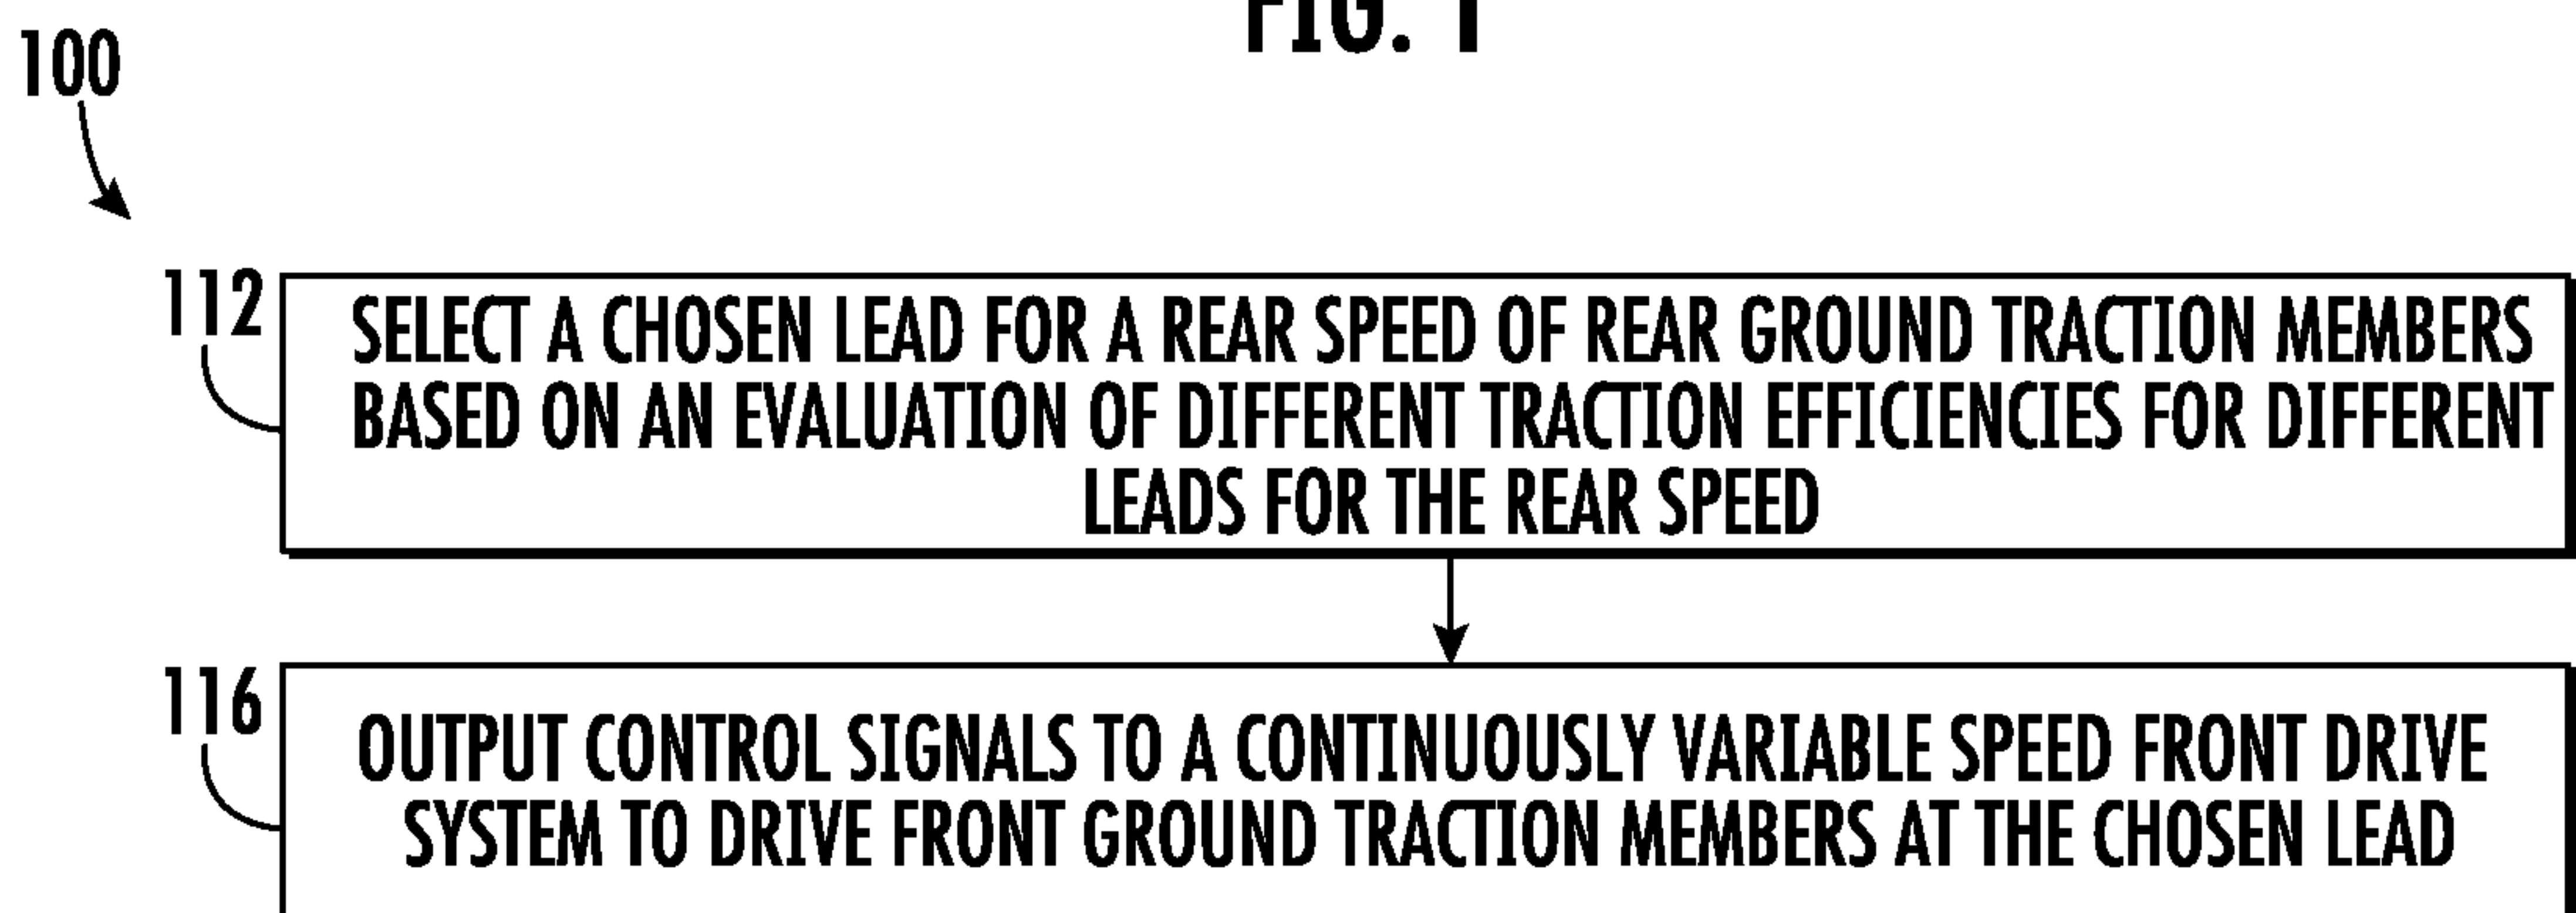 FIG. 1
100
112
SELECT A CHOSEN LEAD FOR A REAR SPEED OF REAR GROUND TRACTION MEMBERS
BASED ON AN EVALUATION OF DIFFERENT TRACTION EFFICIENCIES FOR DIFFERENT
LEADS FOR THE REAR SPEED
116
OUTPUT CONTROL SIGNALS TO A CONTINUOUSLY VARIABLE SPEED FRONT DRIVE
SYSTEM TO DRIVE FRONT GROUND TRACTION MEMBERS AT THE CHOSEN LEAD